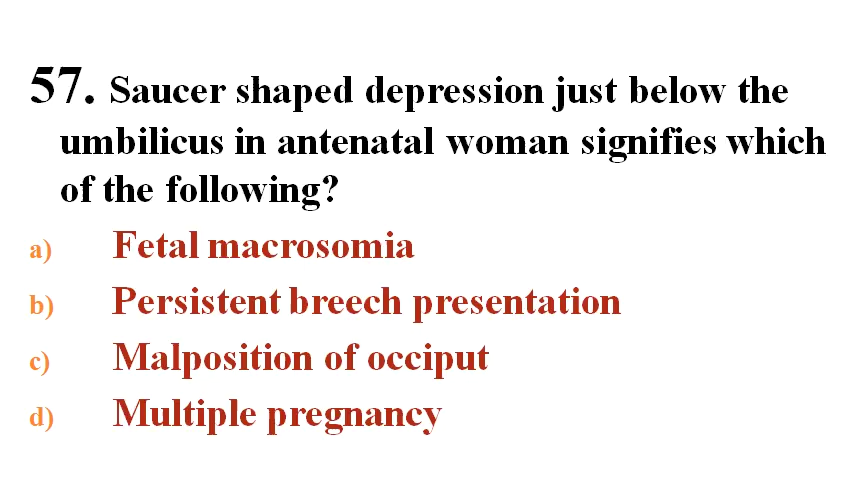 57. Saucer shaped depression just below the
umbilicus in antenatal woman signifies which
of the following?
a) Fetal macrosomia
b) Persistent breech presentation
c) Malposition of occiput
d) Multiple pregnancy